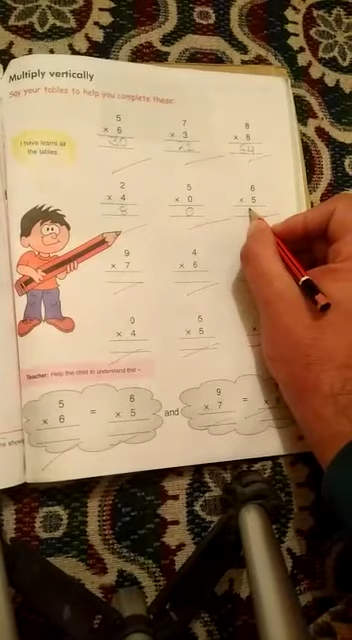 Multiply vertically
Say your tables to help you complete these.
I have learnt all
the tables.
5 7 8
× 6 × 3 × 8
30 21 64
2 5 6
× 4 × 0 × 5
8 0
9 4
× 7 × 6
0 5
× 4 × 5 ×
Teacher: Help the child to understand that -
5 = 6 and 9 =
× 6 × 5 × 7 ×